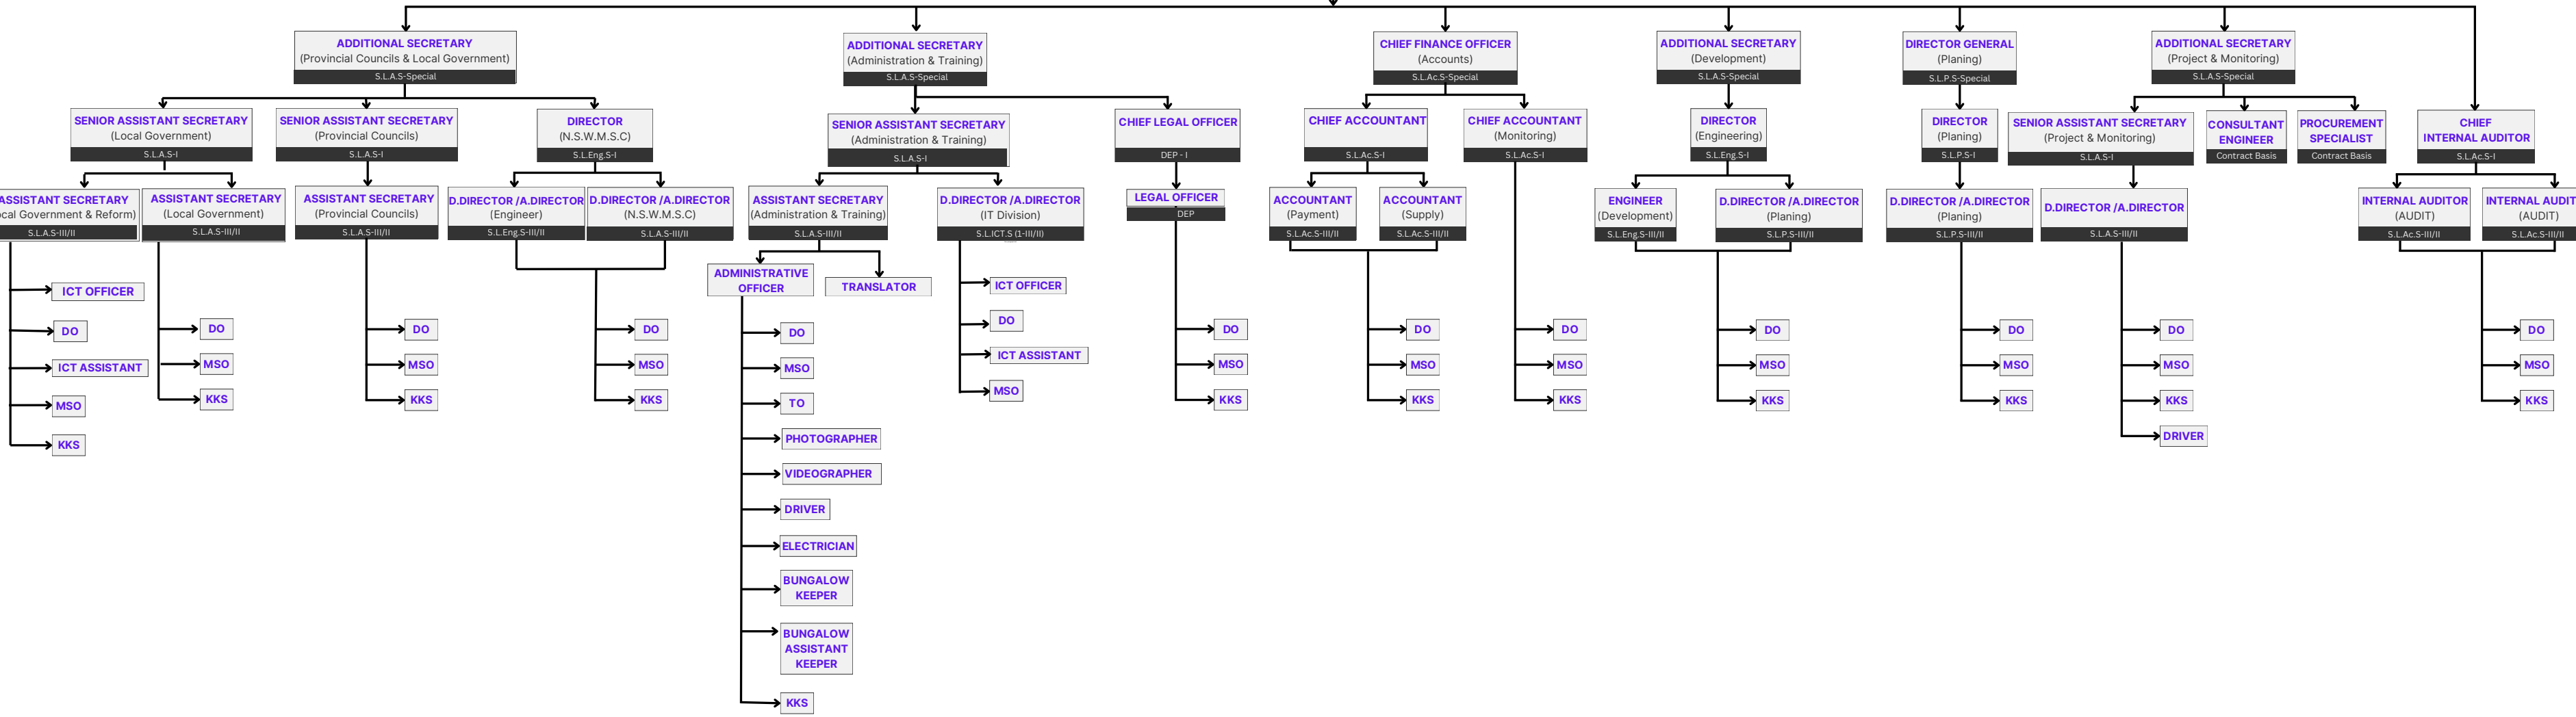 ADDITIONAL SECRETARY
(Provincial Councils & Local Government)
S.L.A.S-Special
ADDITIONAL SECRETARY
(Administration & Training)
S.L.A.S-Special
CHIEF FINANCE OFFICER
(Accounts)
S.L.Ac.S-Special
ADDITIONAL SECRETARY
(Development)
S.L.A.S-Special
DIRECTOR GENERAL
(Planing)
S.L.P.S-Special
ADDITIONAL SECRETARY
(Project & Monitoring)
S.L.A.S-Special
SENIOR ASSISTANT SECRETARY
(Local Government)
S.L.A.S-I
SENIOR ASSISTANT SECRETARY
(Provincial Councils)
S.L.A.S-I
DIRECTOR
(N.S.W.M.S.C)
S.L.Eng.S-I
SENIOR ASSISTANT SECRETARY
(Administration & Training)
S.L.A.S-I
CHIEF LEGAL OFFICER
DEP - I
CHIEF ACCOUNTANT
S.L.Ac.S-I
CHIEF ACCOUNTANT
(Monitoring)
S.L.Ac.S-I
DIRECTOR
(Engineering)
S.L.Eng.S-I
DIRECTOR
(Planing)
S.L.P.S-I
SENIOR ASSISTANT SECRETARY
(Project & Monitoring)
S.L.A.S-I
CONSULTANT
ENGINEER
Contract Basis
PROCUREMENT
SPECIALIST
Contract Basis
CHIEF
INTERNAL AUDITOR
S.L.Ac.S-I
ASSISTANT SECRETARY
ocal Government & Reform)
S.L.A.S-III/II
ASSISTANT SECRETARY
(Local Government)
S.L.A.S-III/II
ASSISTANT SECRETARY
(Provincial Councils)
S.L.A.S-III/II
D.DIRECTOR /A.DIRECTOR
(Engineer)
S.L.Eng.S-III/II
D.DIRECTOR /A.DIRECTOR
(N.S.W.M.S.C)
S.L.A.S-III/II
ASSISTANT SECRETARY
(Administration & Training)
S.L.A.S-III/II
D.DIRECTOR /A.DIRECTOR
(IT Division)
S.L.ICT.S (1-III/II)
LEGAL OFFICER
DEP
ACCOUNTANT
(Payment)
S.L.Ac.S-III/II
ACCOUNTANT
(Supply)
S.L.Ac.S-III/II
ENGINEER
(Development)
S.L.Eng.S-III/II
D.DIRECTOR /A.DIRECTOR
(Planing)
S.L.P.S-III/II
D.DIRECTOR /A.DIRECTOR
(Planing)
S.L.P.S-III/II
D.DIRECTOR /A.DIRECTOR
S.L.A.S-III/II
INTERNAL AUDITOR
(AUDIT)
S.L.Ac.S-III/II
INTERNAL AUDIT
(AUDIT)
S.L.Ac.S-III/II
ICT OFFICER
DO
ICT ASSISTANT
MSO
KKS
DO
MSO
KKS
DO
MSO
KKS
DO
MSO
KKS
ADMINISTRATIVE
OFFICER
TRANSLATOR
DO
MSO
TO
PHOTOGRAPHER
VIDEOGRAPHER
DRIVER
ELECTRICIAN
BUNGALOW
KEEPER
BUNGALOW
ASSISTANT
KEEPER
KKS
ICT OFFICER
DO
ICT ASSISTANT
MSO
DO
MSO
KKS
DO
MSO
KKS
DO
MSO
KKS
DO
MSO
KKS
DO
MSO
KKS
DO
MSO
KKS
DRIVER
DO
MSO
KKS